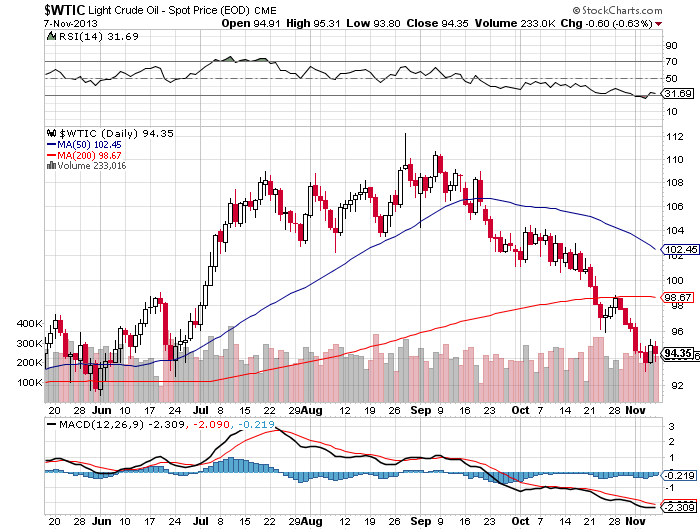 $WTIC Light Crude Oil - Spot Price (EOD) CME
© StockCharts.com
7-Nov-2013 Open 94.91 High 95.31 Low 93.80 Close 94.35 Volume 233.0K Chg -0.60 (-0.63%)
RSI(14) 31.69
90
70
50
31.69
10
$WTIC (Daily) 94.35
MA(50) 102.45
MA(200) 98.67
Volume 233,016
112
110
108
106
104
102.45
98.67
98
96
94.35
92
400K
300K
200K
100K
20 28 Jun 10 17 24 Jul 8 15 22 29 Aug 12 19 26 Sep 9 16 23 Oct 7 14 21 28 Nov
MACD(12,26,9) -2.309, -2.090, -0.219
3
2
1
-0.219
-1
-2.309
20 28 Jun 10 17 24 Jul 8 15 22 29 Aug 12 19 26 Sep 9 16 23 Oct 7 14 21 28 Nov